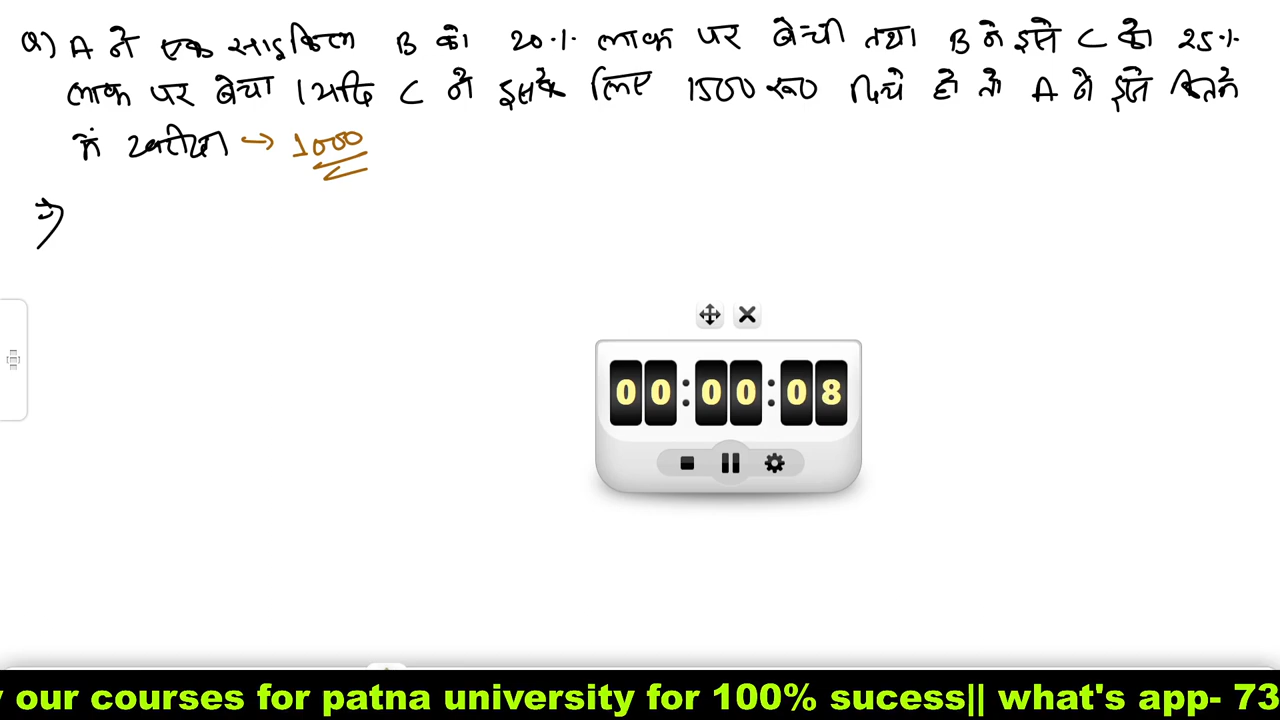 Q) A ने एक साइकिल B को 20% लाभ पर बेची तथा B ने इसे C को 25%
लाभ पर बेचा । यदि C ने इसके लिए 1500 रू0 दिये हो तो A ने इसे कितने
में खरीदा → 1000
⇒
00:00:08
y our courses for patna university for 100% sucess|| what's app- 73